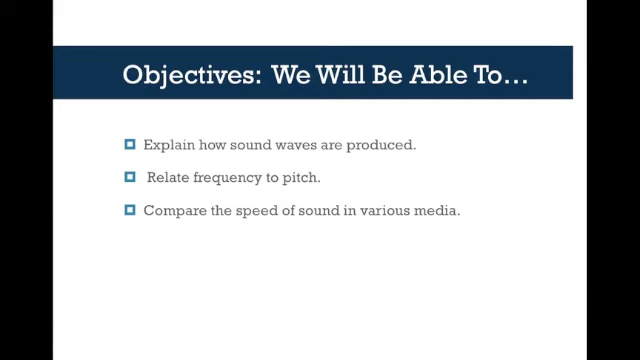 Objectives: We Will Be Able To…
Explain how sound waves are produced.
Relate frequency to pitch.
Compare the speed of sound in various media.